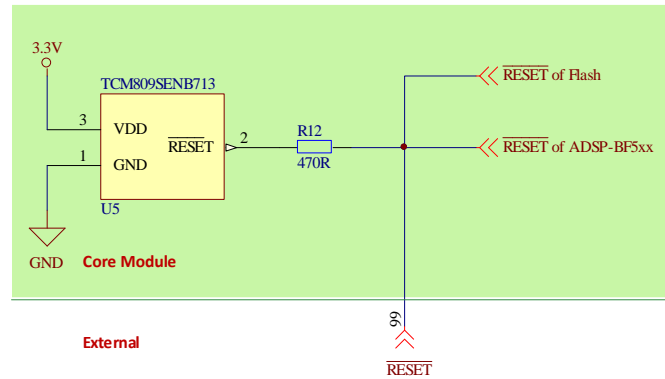 3.3V
TCM809SENB713
3
VDD
RESET
2
1
GND
U5
R12
470R
RESET of Flash
RESET of ADSP-BF5xx
GND
Core Module
99
External
RESET